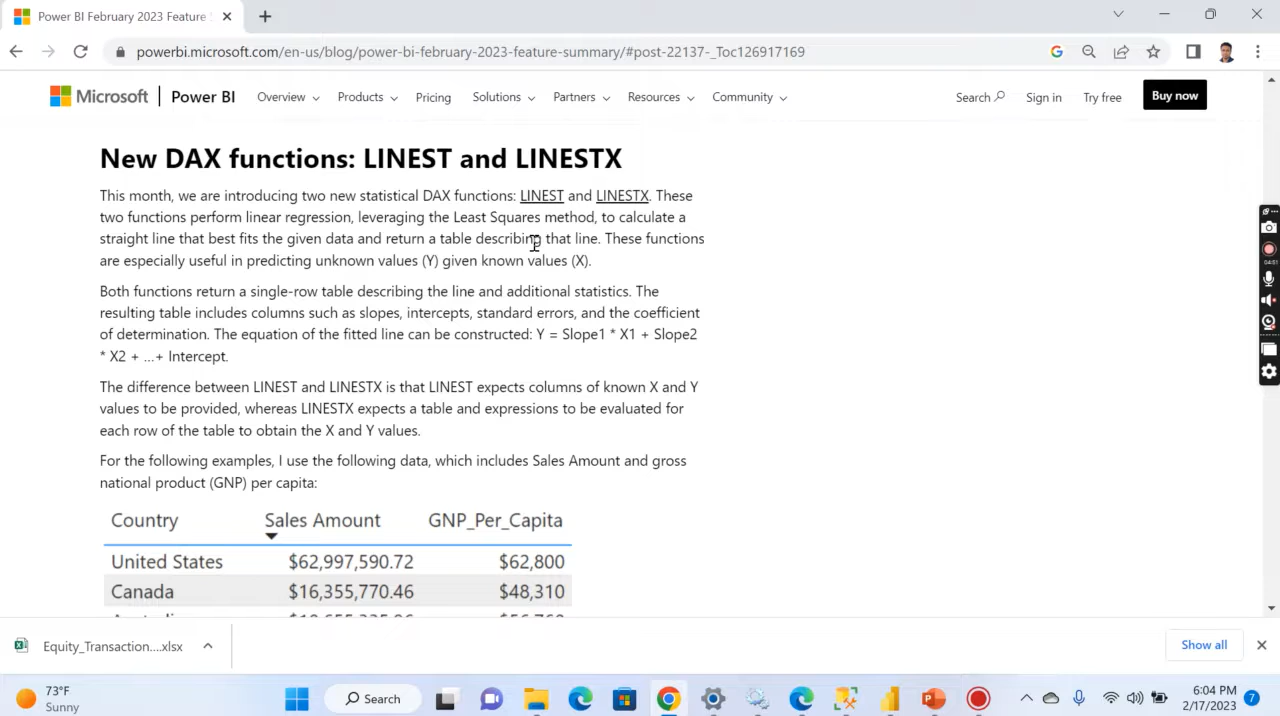 Power BI February 2023 Feature S
powerbi.microsoft.com/en-us/blog/power-bi-february-2023-feature-summary/#post-22137-_Toc126917169
Microsoft Power BI Overview Products Pricing Solutions Partners Resources Community Search Sign in Try free Buy now
New DAX functions: LINEST and LINESTX
This month, we are introducing two new statistical DAX functions: LINEST and LINESTX. These
two functions perform linear regression, leveraging the Least Squares method, to calculate a
straight line that best fits the given data and return a table describing that line. These functions
are especially useful in predicting unknown values (Y) given known values (X).
Both functions return a single-row table describing the line and additional statistics. The
resulting table includes columns such as slopes, intercepts, standard errors, and the coefficient
of determination. The equation of the fitted line can be constructed: Y = Slope1 * X1 + Slope2
* X2 + ...+ Intercept.
The difference between LINEST and LINESTX is that LINEST expects columns of known X and Y
values to be provided, whereas LINESTX expects a table and expressions to be evaluated for
each row of the table to obtain the X and Y values.
For the following examples, I use the following data, which includes Sales Amount and gross
national product (GNP) per capita:
Country Sales Amount GNP_Per_Capita
United States $62,997,590.72 $62,800
Canada $16,355,770.46 $48,310
Equity_Transaction....xlsx Show all
73°F
Sunny
Search
6:04 PM
2/17/2023
7
04:51